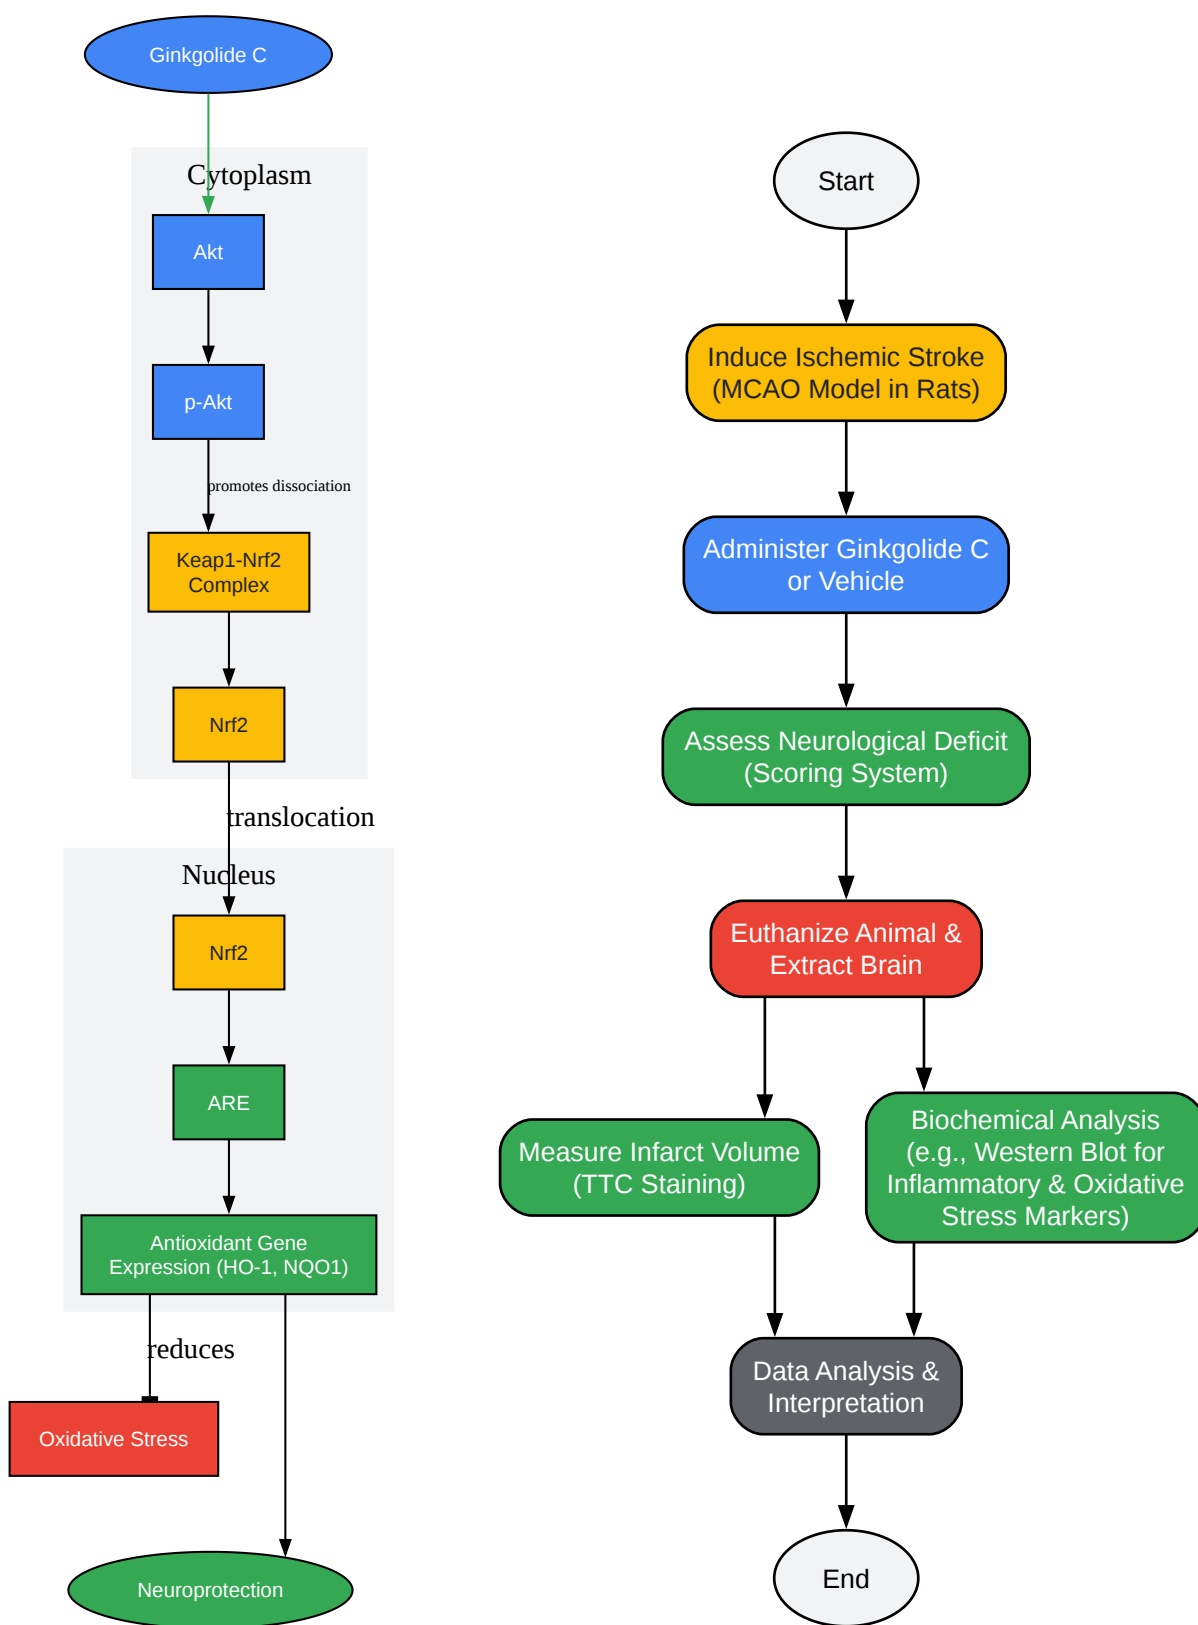 Ginkgolide C
Cytoplasm
Akt
p-Akt
promotes dissociation
Keap1-Nrf2
Complex
Nrf2
translocation
Nucleus
Nrf2
ARE
Antioxidant Gene
Expression (HO-1, NQO1)
reduces
Oxidative Stress
Neuroprotection
Start
Induce Ischemic Stroke
(MCAO Model in Rats)
Administer Ginkgolide C
or Vehicle
Assess Neurological Deficit
(Scoring System)
Euthanize Animal &
Extract Brain
Measure Infarct Volume
(TTC Staining)
Biochemical Analysis
(e.g., Western Blot for
Inflammatory & Oxidative
Stress Markers)
Data Analysis &
Interpretation
End